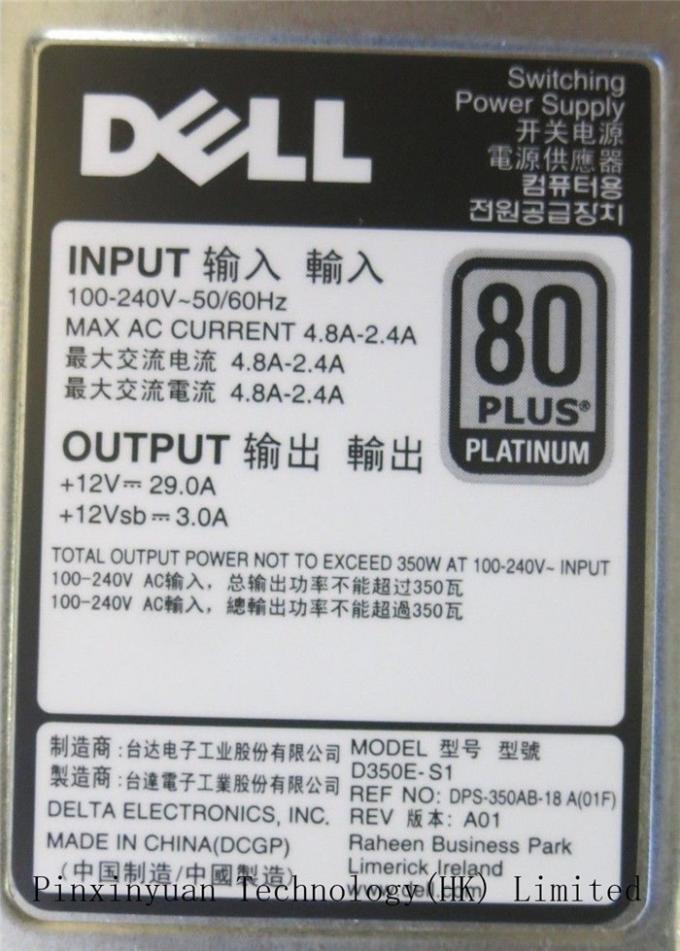 DELL
Switching
Power Supply
开关电源
電源供應器
컴퓨터용
전원공급장치
INPUT 输入 輸入
100-240V~50/60Hz
MAX AC CURRENT 4.8A-2.4A
最大交流电流 4.8A-2.4A
最大交流電流 4.8A-2.4A
80
PLUS®
PLATINUM
OUTPUT 输出 輸出
+12V⎓ 29.0A
+12Vsb⎓ 3.0A
TOTAL OUTPUT POWER NOT TO EXCEED 350W AT 100-240V~ INPUT
100-240V AC输入，总输出功率不能超过350瓦
100-240V AC輸入，總輸出功率不能超過350瓦
制造商:台达电子工业股份有限公司
製造商:台達電子工業股份有限公司
DELTA ELECTRONICS, INC.
MADE IN CHINA(DCGP)
(中国制造/中國製造)
MODEL 型号 型號
D350E-S1
REF NO: DPS-350AB-18 A(01F)
REV 版本: A01
Raheen Business Park
Limerick Ireland
www.dell.com
Pinxinyuan Technology(HK) Limited